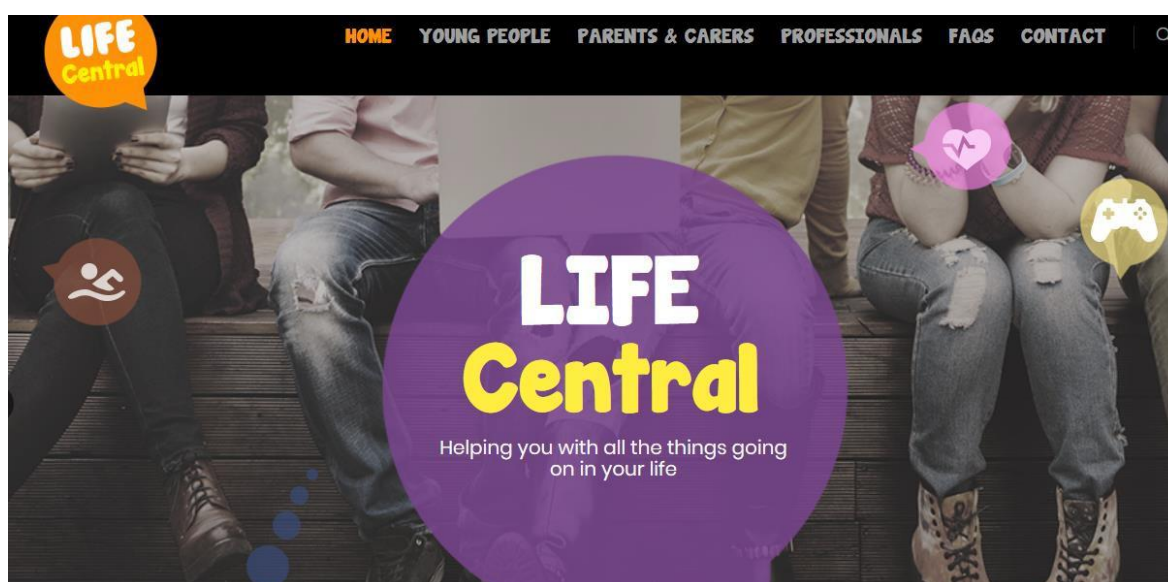 LIFE
Central
HOME YOUNG PEOPLE PARENTS & CARERS PROFESSIONALS FAQS CONTACT
LIFE
Central
Helping you with all the things going
on in your life